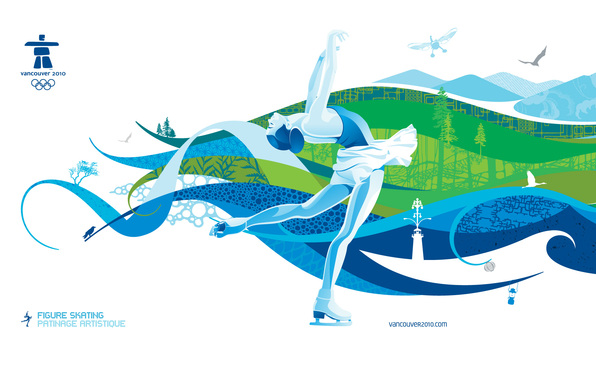 vancouver 2010
FIGURE SKATING
PATINAGE ARTISTIQUE
vancouver2010.com